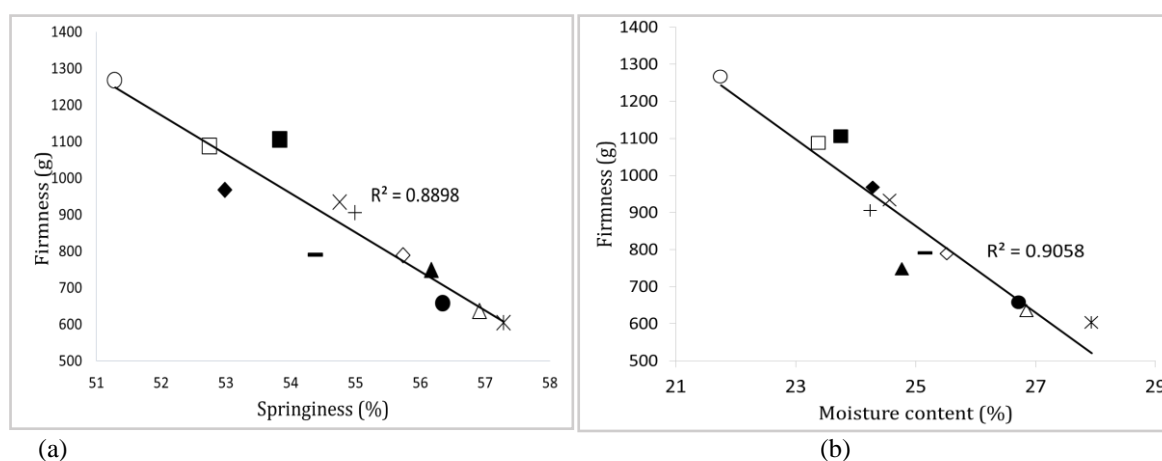 1400
1300
1200
1100
1000
900
800
700
600
500
Firmness (g)
R² = 0.8898
51 53 54 55 56 57 58
Springiness (%)
(a)
1400
1300
1200
1100
1000
900
800
700
600
500
Firmness (g)
R² = 0.9058
21 23 25 27 29
Moisture content (%)
(b)